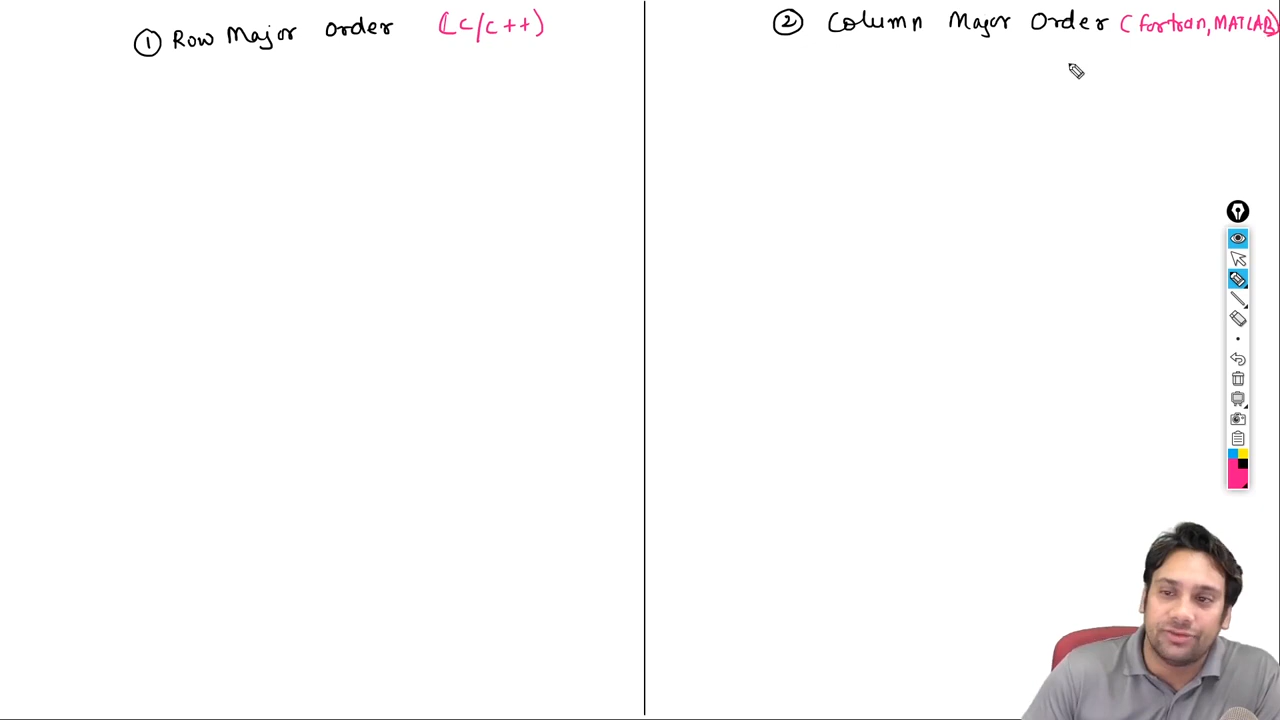 ① Row Major order (C/C++)
② Column Major Order (Fortran, MATLAB)